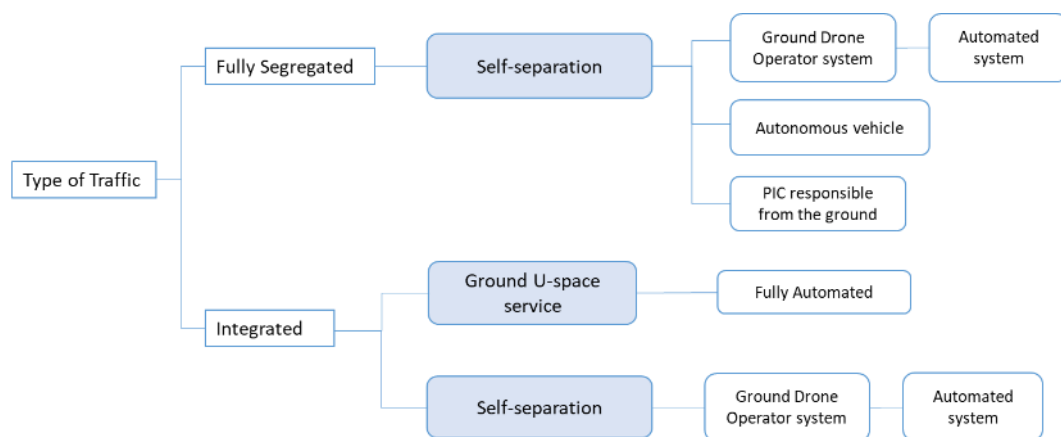 Type of Traffic
Fully Segregated
Self-separation
Ground Drone
Operator system
Automated
system
Autonomous vehicle
PIC responsible
from the ground
Integrated
Ground U-space
service
Fully Automated
Self-separation
Ground Drone
Operator system
Automated
system